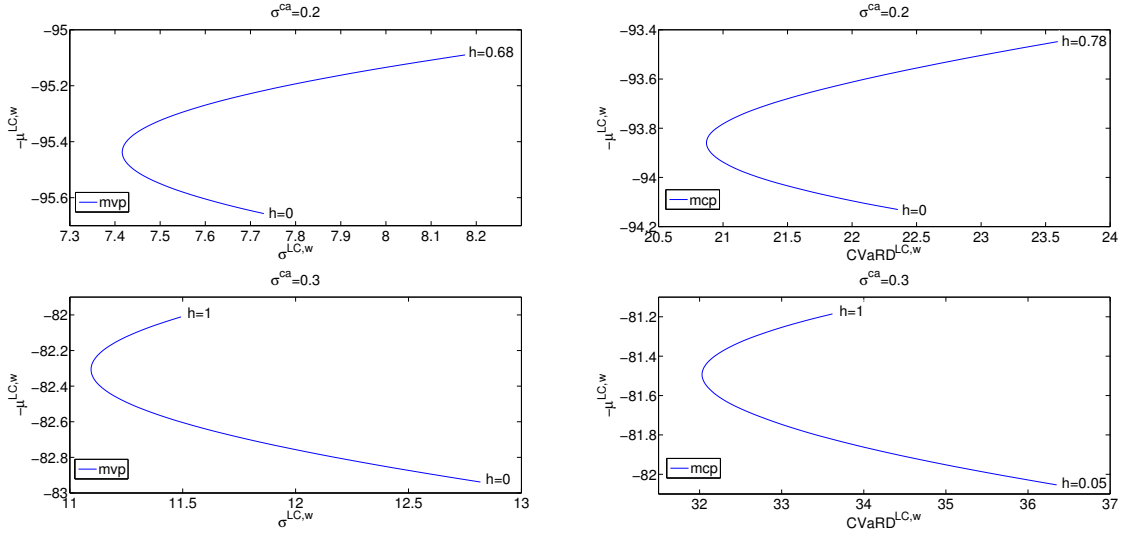 σ^ca=0.2
-95
-95.2
-95.4
-95.6
-μ^LC,w
h=0.68
h=0
mvp
7.3 7.4 7.5 7.6 7.7 7.8 7.9 8 8.1 8.2
σ^LC,w
σ^ca=0.2
-93.4
-93.6
-93.8
-94
-94.2
-μ^LC,w
h=0.78
h=0
mcp
20.5 21 21.5 22 22.5 23 23.5 24
CVaRD^LC,w
σ^ca=0.3
-82
-82.2
-82.4
-82.6
-82.8
-83
-μ^LC,w
h=1
h=0
mvp
11 11.5 12 12.5 13
σ^LC,w
σ^ca=0.3
-81.2
-81.4
-81.6
-81.8
-82
-μ^LC,w
h=1
h=0.05
mcp
32 33 34 35 36 37
CVaRD^LC,w